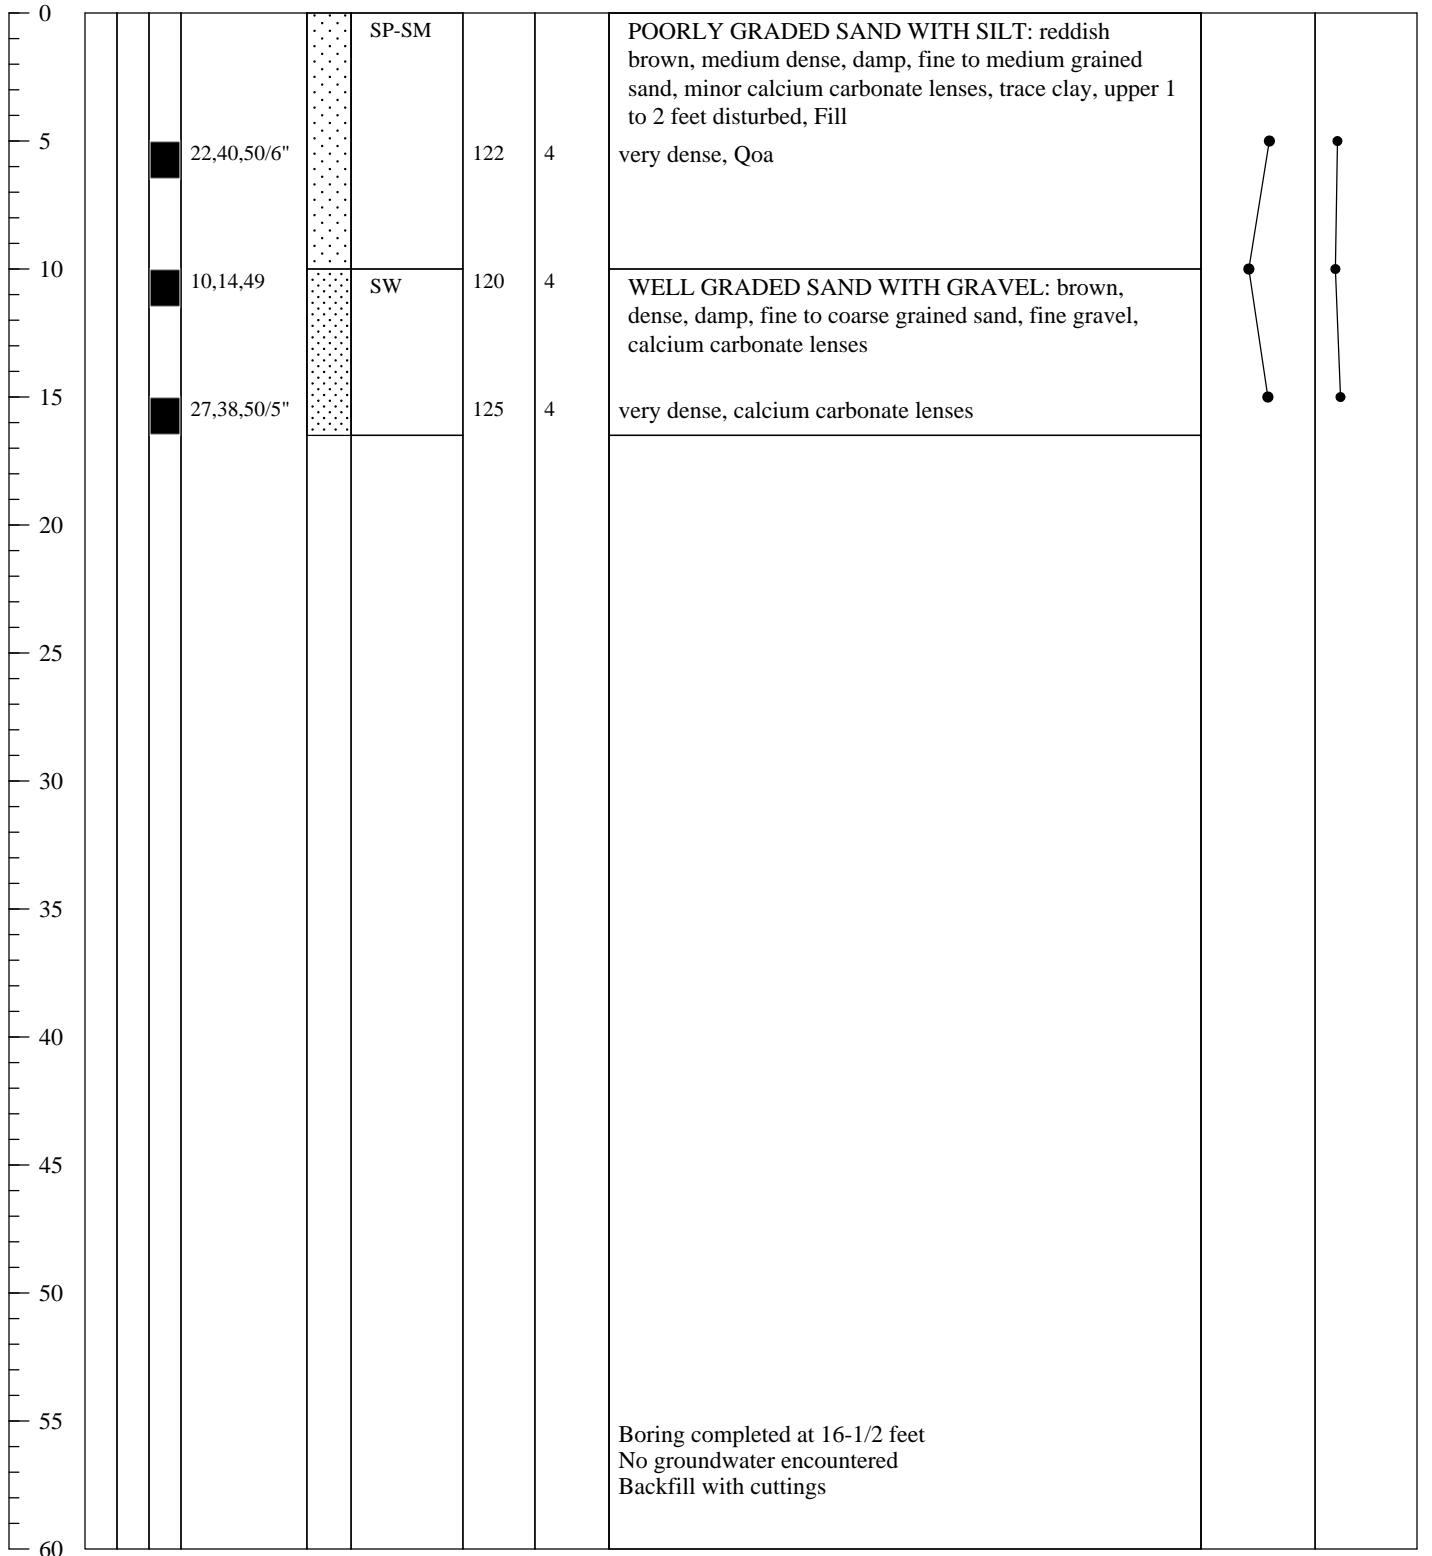 0
SP-SM
POORLY GRADED SAND WITH SILT: reddish
brown, medium dense, damp, fine to medium grained
sand, minor calcium carbonate lenses, trace clay, upper 1
to 2 feet disturbed, Fill
5
22,40,50/6"
122
4
very dense, Qoa
10
10,14,49
SW
120
4
WELL GRADED SAND WITH GRAVEL: brown,
dense, damp, fine to coarse grained sand, fine gravel,
calcium carbonate lenses
15
27,38,50/5"
125
4
very dense, calcium carbonate lenses
20
25
30
35
40
45
50
55
Boring completed at 16-1/2 feet
No groundwater encountered
Backfill with cuttings
60